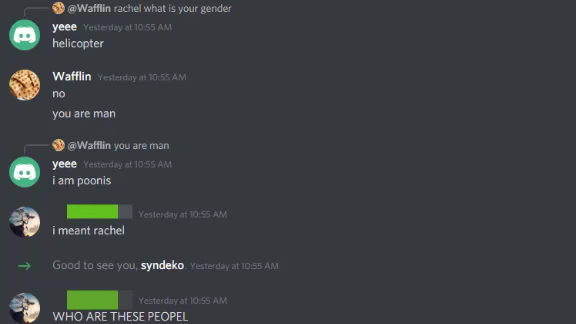 @Wafflin rachel what is your gender
yeee Yesterday at 10:55 AM
helicopter
Wafflin Yesterday at 10:55 AM
no
you are man
@Wafflin you are man
yeee Yesterday at 10:55 AM
i am poonis
Yesterday at 10:55 AM
i meant rachel
Good to see you, syndeko. Yesterday at 10:55 AM
Yesterday at 10:55 AM
WHO ARE THESE PEOPEL